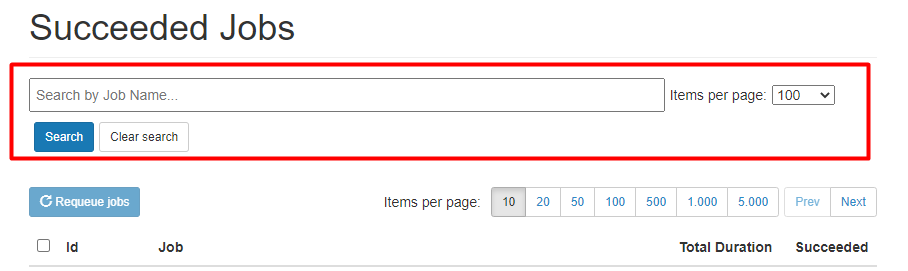 Succeeded Jobs
Search by Job Name... Items per page: 100
Search Clear search
Requeue jobs Items per page: 10 20 50 100 500 1.000 5.000 Prev Next
Id Job Total Duration Succeeded